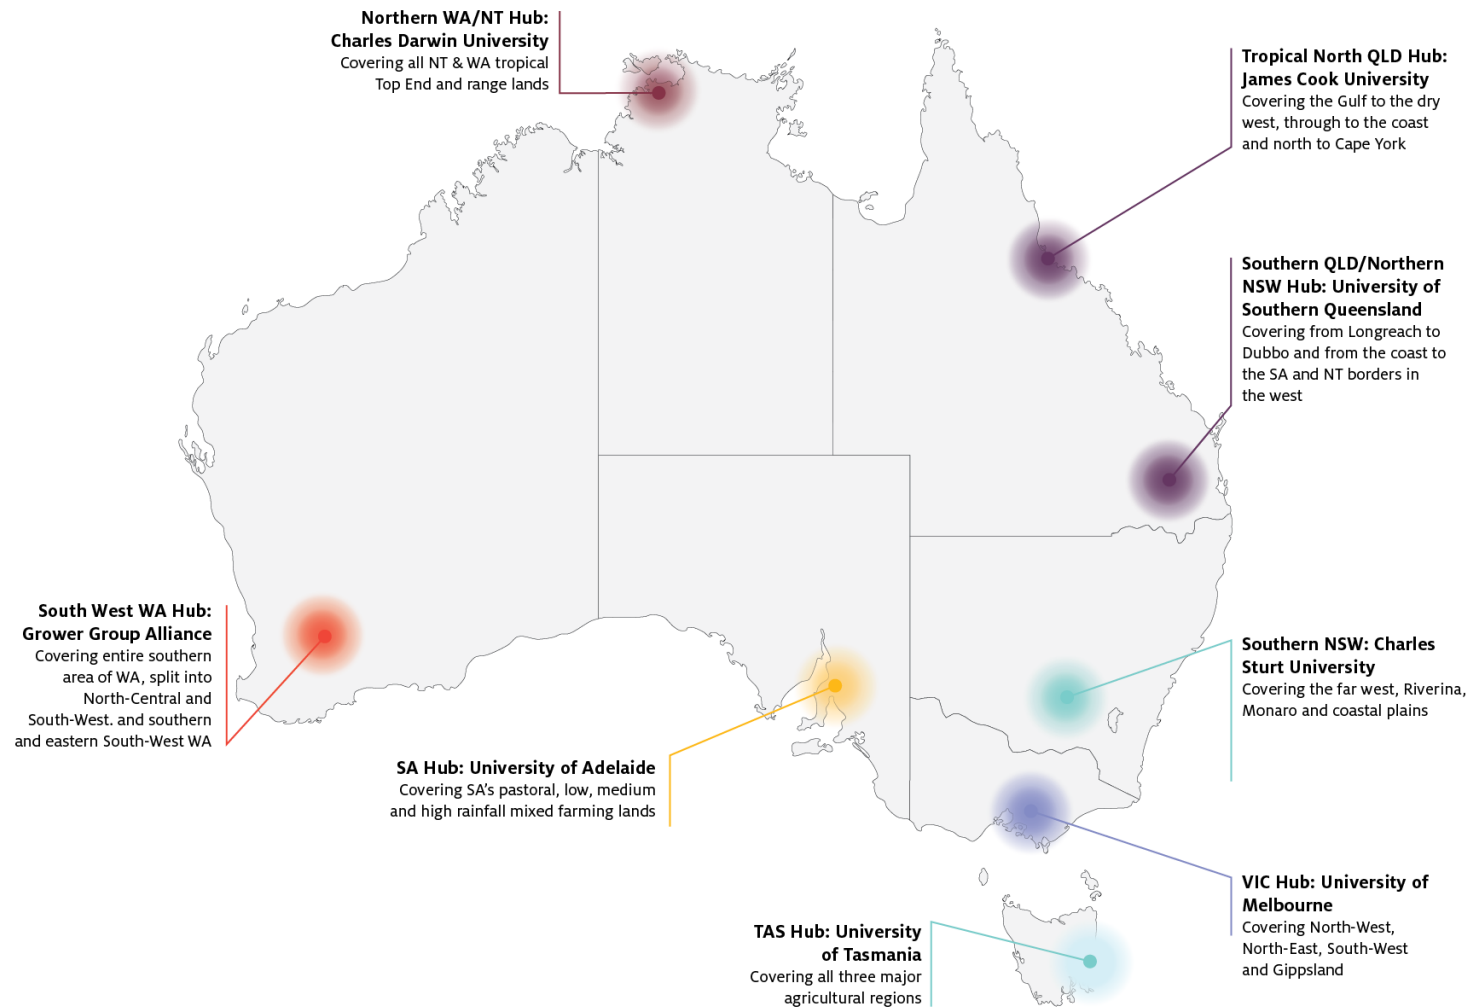 Northern WA/NT Hub:
Charles Darwin University
Covering all NT & WA tropical
Top End and range lands
Tropical North QLD Hub:
James Cook University
Covering the Gulf to the dry
west, through to the coast
and north to Cape York
Southern QLD/Northern
NSW Hub: University of
Southern Queensland
Covering from Longreach to
Dubbo and from the coast to
the SA and NT borders in
the west
South West WA Hub:
Grower Group Alliance
Covering entire southern
area of WA, split into
North-Central and
South-West. and southern
and eastern South-West WA
Southern NSW: Charles
Sturt University
Covering the far west, Riverina,
Monaro and coastal plains
SA Hub: University of Adelaide
Covering SA’s pastoral, low, medium
and high rainfall mixed farming lands
VIC Hub: University of
Melbourne
Covering North-West,
North-East, South-West
and Gippsland
TAS Hub: University
of Tasmania
Covering all three major
agricultural regions